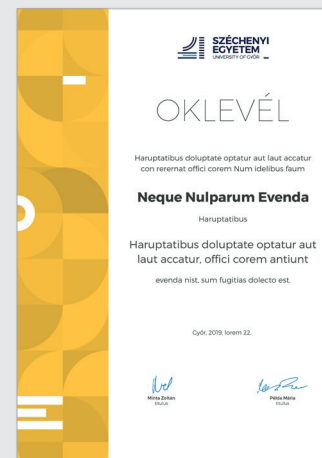 SZÉCHENYI
EGYETEM
UNIVERSITY OF GYŐR
OKLEVÉL
Haruptatibus doluptate optatur aut laut accatur
con rerernat offici corem Num idelibus faum
Neque Nulparum Evenda
Haruptatibus
Haruptatibus doluptate optatur aut
laut accatur, offici corem antiunt
evenda nist, sum fugitias dolecto est.
Győr, 2019. lorem 22.
Minta Zoltán
titulus
Példa Mária
titulus